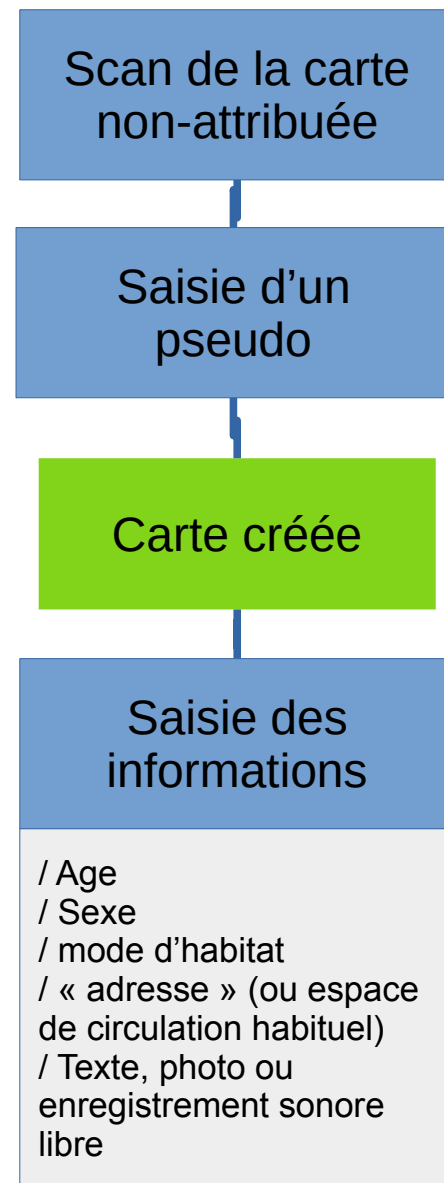 Scan de la carte
non-attribuée
Saisie d’un
pseudo
Carte créée
Saisie des
informations
/ Age
/ Sexe
/ mode d’habitat
/ « adresse » (ou espace
de circulation habituel)
/ Texte, photo ou
enregistrement sonore
libre